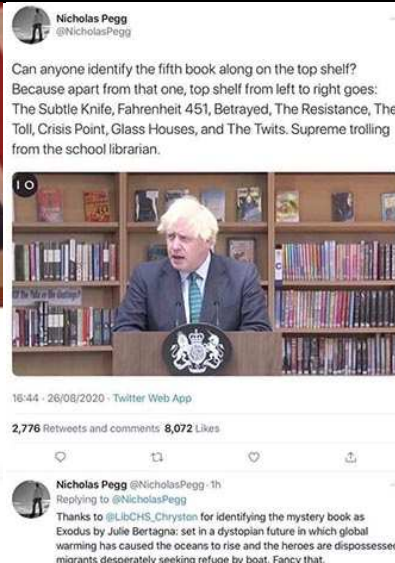 Nicholas Pegg
@NicholasPegg
Can anyone identify the fifth book along on the top shelf?
Because apart from that one, top shelf from left to right goes:
The Subtle Knife, Fahrenheit 451, Betrayed, The Resistance, The
Toll, Crisis Point, Glass Houses, and The Twits. Supreme trolling
from the school librarian.
10
16:44 - 26/08/2020 · Twitter Web App
2,776 Retweets and comments 8,072 Likes
Nicholas Pegg @NicholasPegg · 1h
Replying to @NicholasPegg
Thanks to @LibCHS_Chryston for identifying the mystery book as
Exodus by Julie Bertagna: set in a dystopian future in which global
warming has caused the oceans to rise and the heroes are dispossessed
migrants desperately seeking refuge by boat. Fancy that.